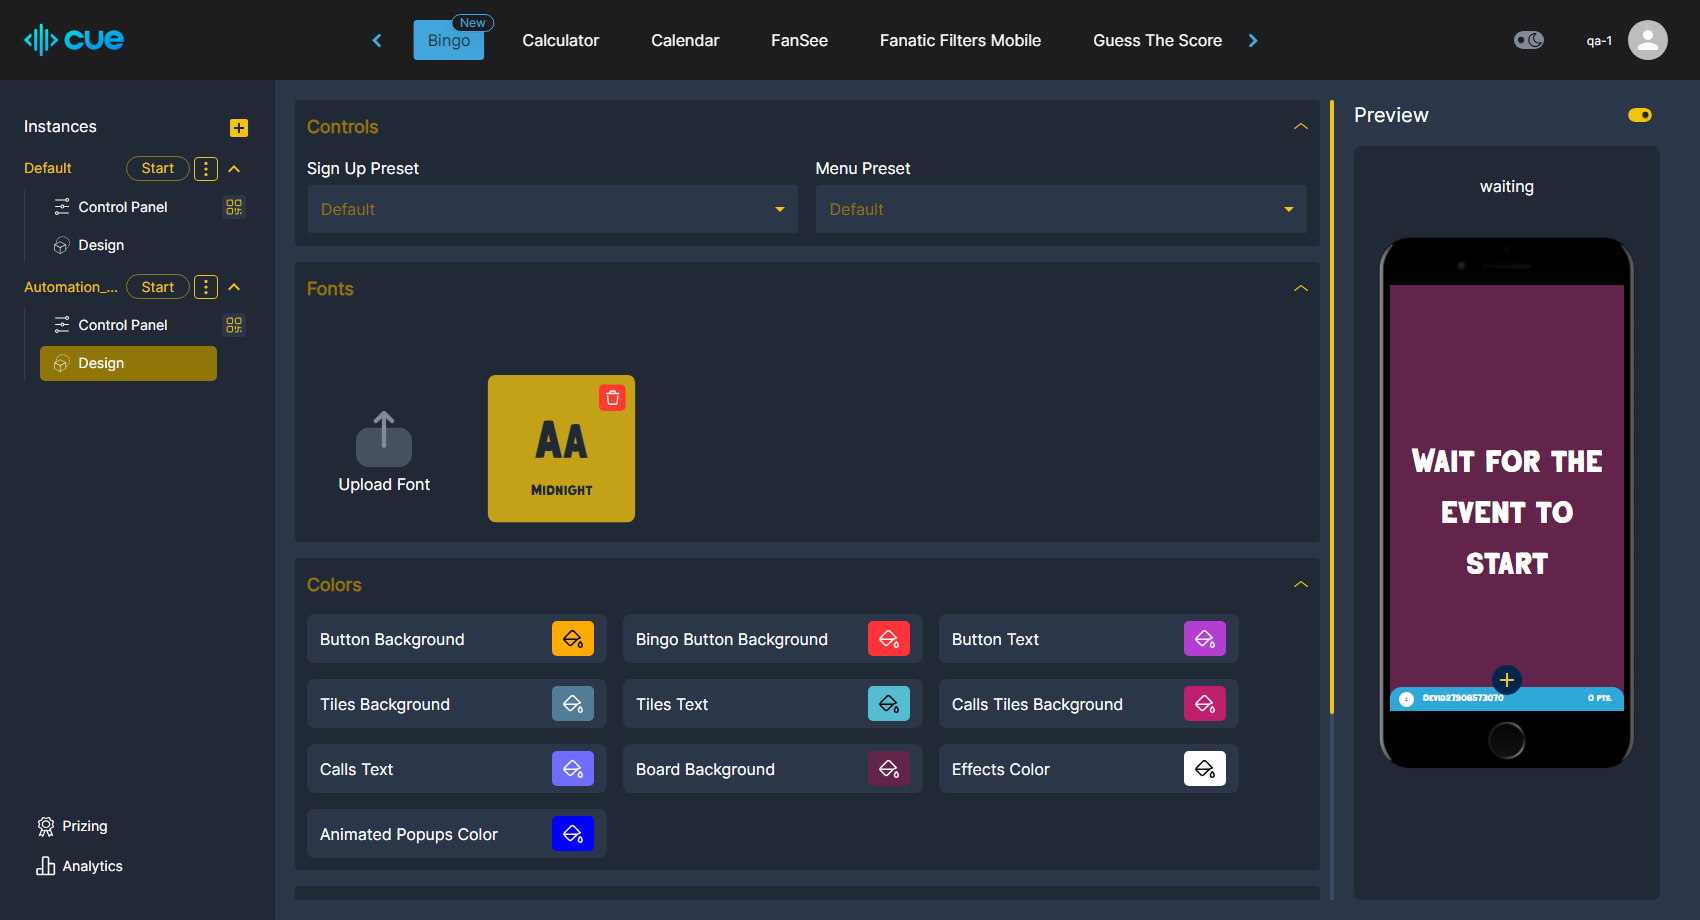 cue
New
Bingo
Calculator
Calendar
FanSee
Fanatic Filters Mobile
Guess The Score
qa-1
Instances
Default
Start
Control Panel
Design
Automation_...
Start
Control Panel
Design
Prizing
Analytics
Controls
Sign Up Preset
Menu Preset
Default
Default
Fonts
Upload Font
Aa
Midnight
Colors
Button Background
Bingo Button Background
Button Text
Tiles Background
Tiles Text
Calls Tiles Background
Calls Text
Board Background
Effects Color
Animated Popups Color
Preview
waiting
Wait for the
event to
start
Devid27908573070
0 pts.